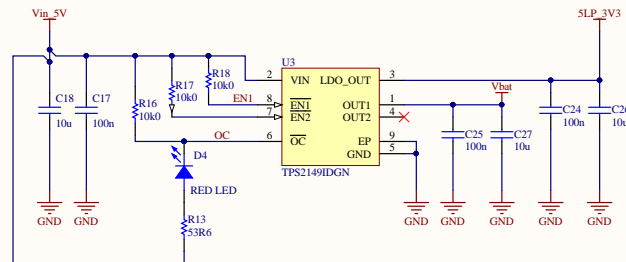 Vin_5V
5LP_3V3
U3
R18
10k0
R17
10k0
R16
10k0
C18
10u
C17
100n
EN1
OC
2
8
7
6
VIN
EN1
EN2
OC
LDO_OUT
OUT1
OUT2
EP
GND
3
1
4
9
5
TPS2149IDGN
Vbat
C25
100n
C27
10u
C24
100n
C26
10u
D4
RED LED
R13
53R6
GND
GND
GND
GND
GND
GND
GND